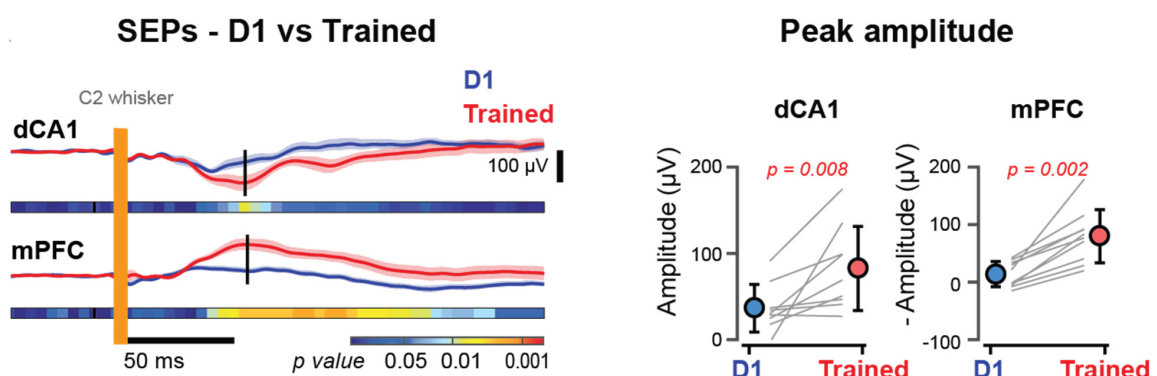 SEPs - D1 vs Trained
C2 whisker
D1
Trained
dCA1
100 µV
mPFC
50 ms
p value 0.05 0.01 0.001
Peak amplitude
dCA1
Amplitude (µV)
200
100
0
p = 0.008
D1 Trained
mPFC
- Amplitude (µV)
200
100
0
-100
p = 0.002
D1 Trained